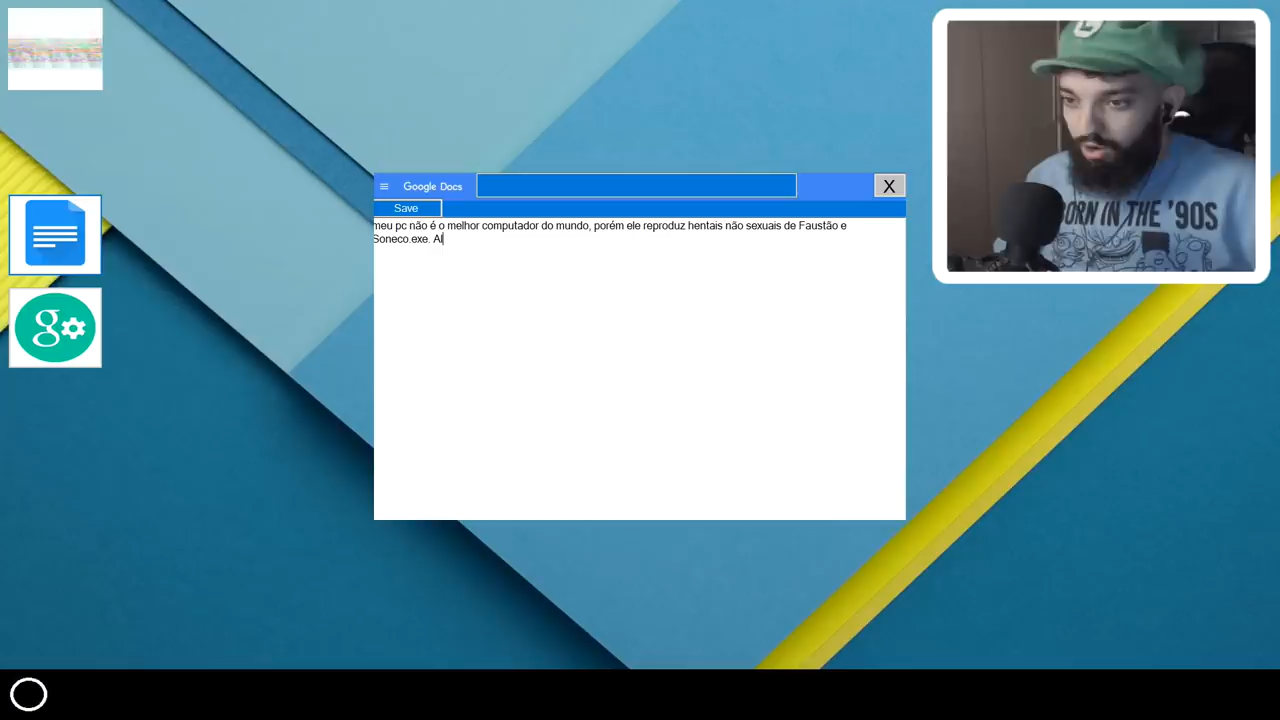 Google Docs
X
Save
meu pc não é o melhor computador do mundo, porém ele reproduz hentais não sexuais de Faustão e
Soneco.exe. Al
L
BORN IN THE '90S
g